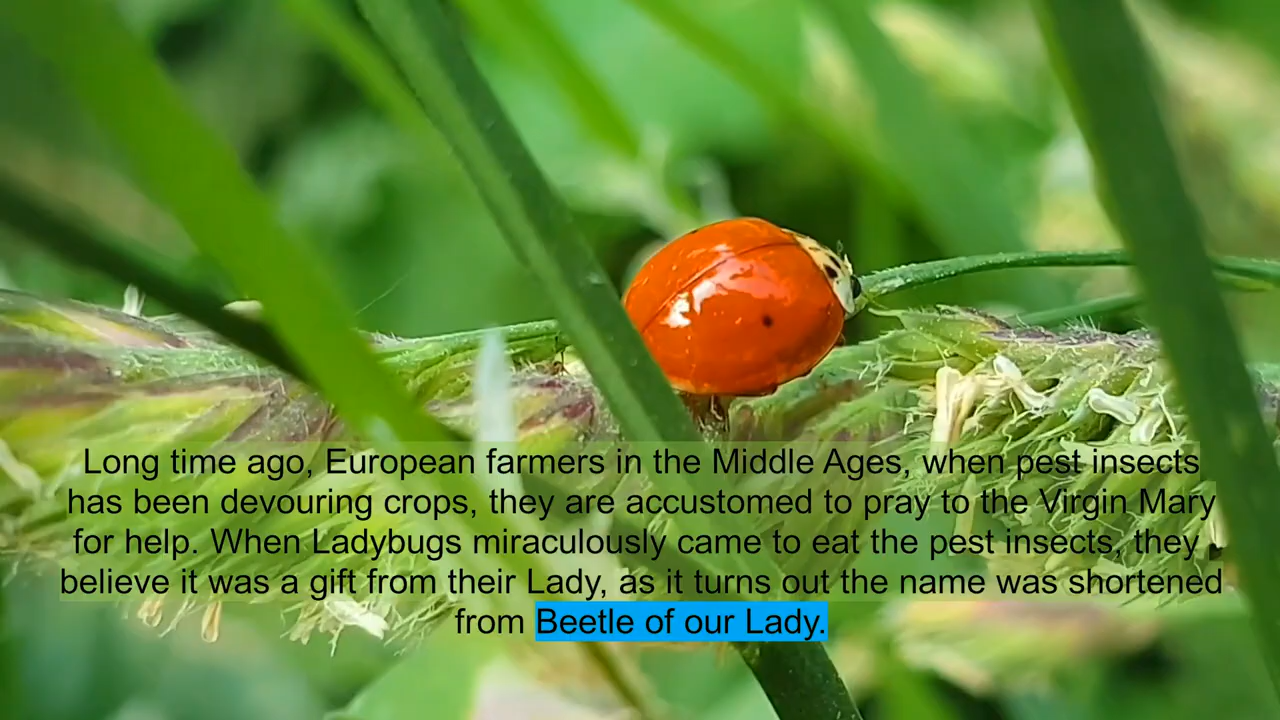 Long time ago, European farmers in the Middle Ages, when pest insects
has been devouring crops, they are accustomed to pray to the Virgin Mary
for help. When Ladybugs miraculously came to eat the pest insects, they
believe it was a gift from their Lady, as it turns out the name was shortened
from Beetle of our Lady.